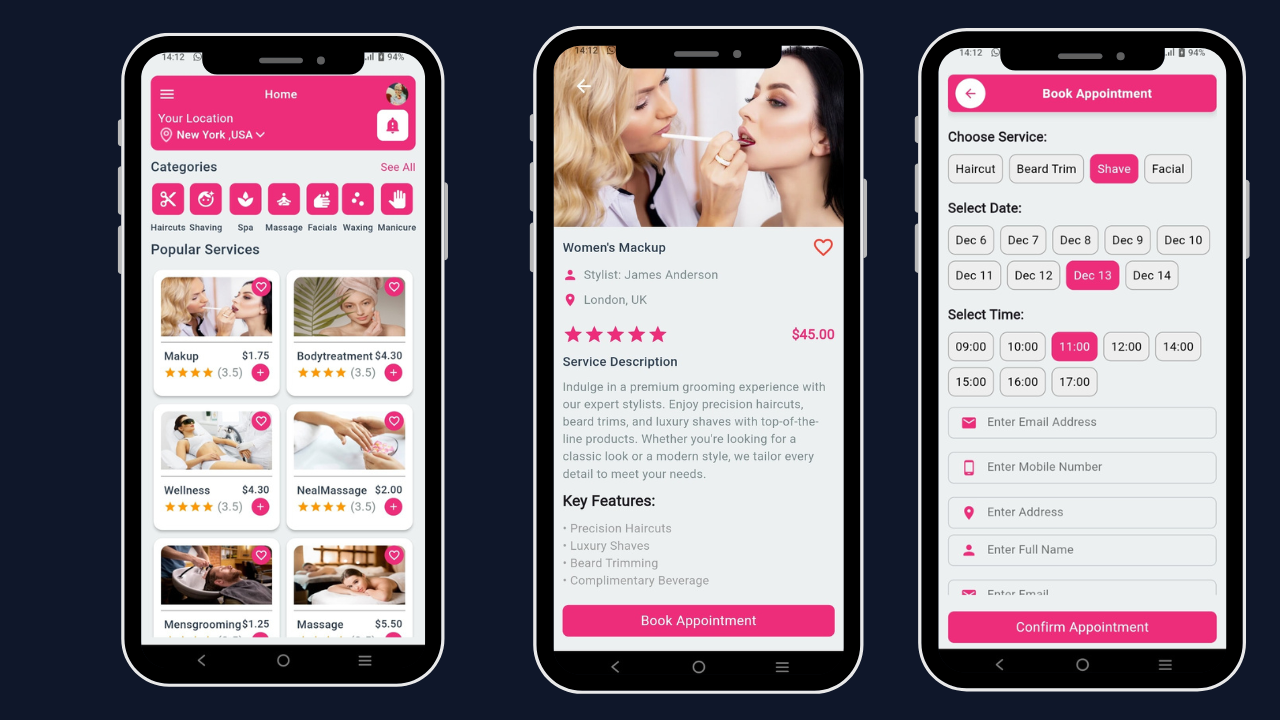 14:12
94%
Home
Your Location
New York ,USA
Categories
See All
Haircuts Shaving Spa Massage Facials Waxing Manicure
Popular Services
Makup $1.75
(3.5)
Bodytreatment $4.30
(3.5)
Wellness $4.30
(3.5)
NealMassage $2.00
(3.5)
Mensgrooming $1.25
Massage $5.50
14:12
Women's Mackup
Stylist: James Anderson
London, UK
$45.00
Service Description
Indulge in a premium grooming experience with
our expert stylists. Enjoy precision haircuts,
beard trims, and luxury shaves with top-of-the-
line products. Whether you're looking for a
classic look or a modern style, we tailor every
detail to meet your needs.
Key Features:
• Precision Haircuts
• Luxury Shaves
• Beard Trimming
• Complimentary Beverage
Book Appointment
14:12
94%
Book Appointment
Choose Service:
Haircut Beard Trim Shave Facial
Select Date:
Dec 6 Dec 7 Dec 8 Dec 9 Dec 10
Dec 11 Dec 12 Dec 13 Dec 14
Select Time:
09:00 10:00 11:00 12:00 14:00
15:00 16:00 17:00
Enter Email Address
Enter Mobile Number
Enter Address
Enter Full Name
Enter Email
Confirm Appointment